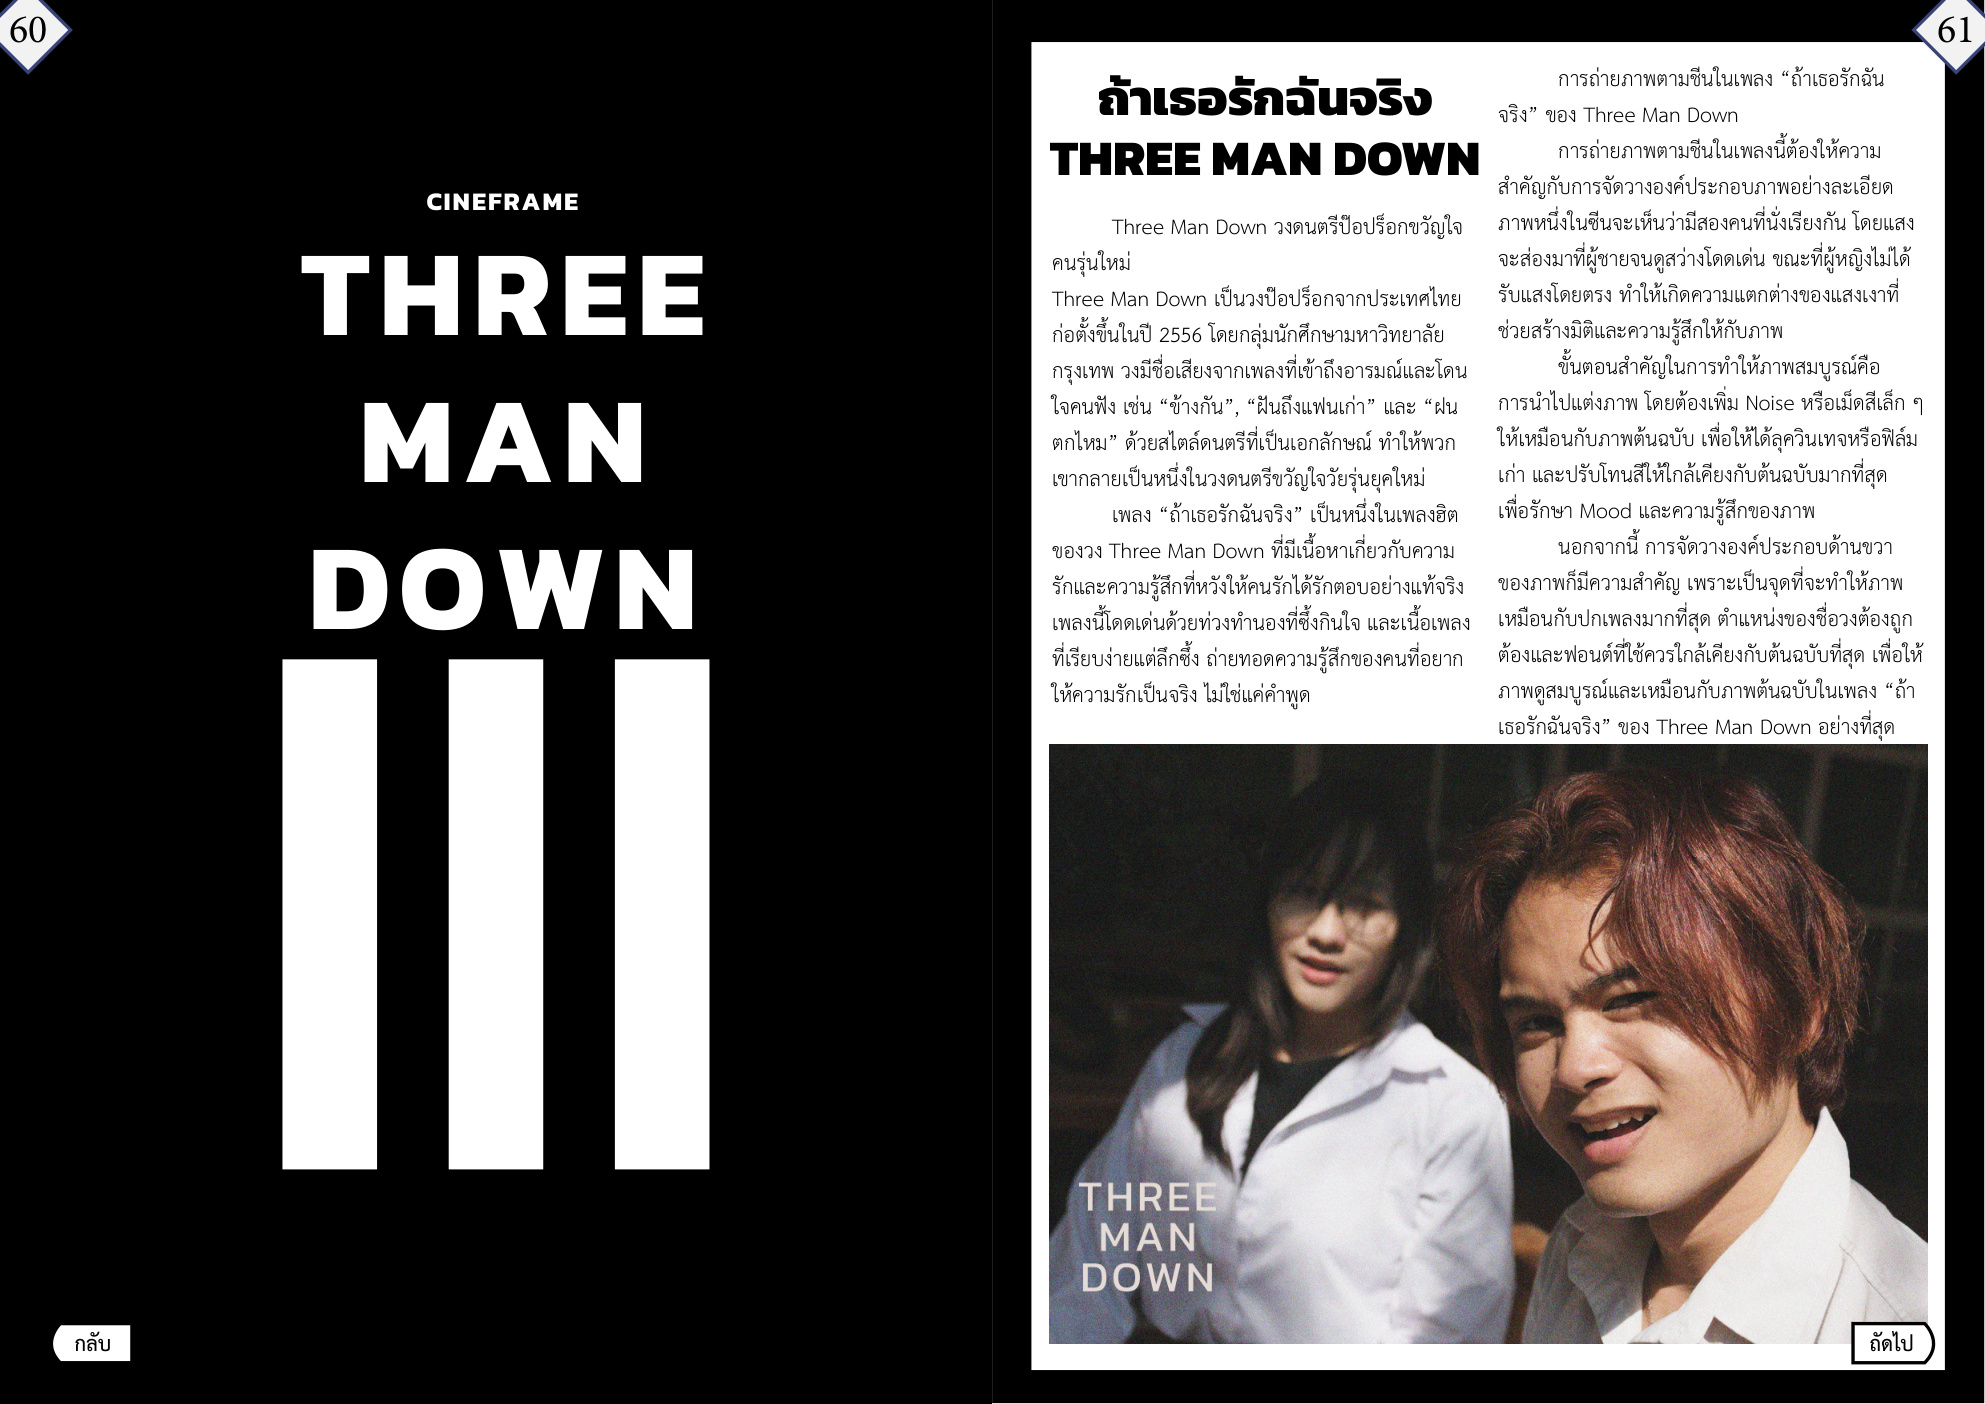 60
CINEFRAME
THREE
MAN
DOWN
กลับ
61
ถ้าเธอรักฉันจริง
THREE MAN DOWN
Three Man Down วงดนตรีป๊อปร็อกขวัญใจ
คนรุ่นใหม่
Three Man Down เป็นวงป๊อปร็อกจากประเทศไทย
ก่อตั้งขึ้นในปี 2556 โดยกลุ่มนักศึกษามหาวิทยาลัย
กรุงเทพ วงมีชื่อเสียงจากเพลงที่เข้าถึงอารมณ์และโดน
ใจคนฟัง เช่น “ข้างกัน”, “ฝันถึงแฟนเก่า” และ “ฝน
ตกไหม” ด้วยสไตล์ดนตรีที่เป็นเอกลักษณ์ ทำให้พวก
เขากลายเป็นหนึ่งในวงดนตรีขวัญใจวัยรุ่นยุคใหม่
เพลง “ถ้าเธอรักฉันจริง” เป็นหนึ่งในเพลงฮิต
ของวง Three Man Down ที่มีเนื้อหาเกี่ยวกับความ
รักและความรู้สึกที่หวังให้คนรักได้รักตอบอย่างแท้จริง
เพลงนี้โดดเด่นด้วยท่วงทำนองที่ซึ้งกินใจ และเนื้อเพลง
ที่เรียบง่ายแต่ลึกซึ้ง ถ่ายทอดความรู้สึกของคนที่อยาก
ให้ความรักเป็นจริง ไม่ใช่แค่คำพูด
การถ่ายภาพตามซีนในเพลง “ถ้าเธอรักฉัน
จริง” ของ Three Man Down
การถ่ายภาพตามซีนในเพลงนี้ต้องให้ความ
สำคัญกับการจัดวางองค์ประกอบภาพอย่างละเอียด
ภาพหนึ่งในซีนจะเห็นว่ามีสองคนที่นั่งเรียงกัน โดยแสง
จะส่องมาที่ผู้ชายจนดูสว่างโดดเด่น ขณะที่ผู้หญิงไม่ได้
รับแสงโดยตรง ทำให้เกิดความแตกต่างของแสงเงาที่
ช่วยสร้างมิติและความรู้สึกให้กับภาพ
ขั้นตอนสำคัญในการทำให้ภาพสมบูรณ์คือ
การนำไปแต่งภาพ โดยต้องเพิ่ม Noise หรือเม็ดสีเล็ก ๆ
ให้เหมือนกับภาพต้นฉบับ เพื่อให้ได้ลุควินเทจหรือฟิล์ม
เก่า และปรับโทนสีให้ใกล้เคียงกับต้นฉบับมากที่สุด
เพื่อรักษา Mood และความรู้สึกของภาพ
นอกจากนี้ การจัดวางองค์ประกอบด้านขวา
ของภาพก็มีความสำคัญ เพราะเป็นจุดที่จะทำให้ภาพ
เหมือนกับปกเพลงมากที่สุด ตำแหน่งของชื่อวงต้องถูก
ต้องและฟอนต์ที่ใช้ควรใกล้เคียงกับต้นฉบับที่สุด เพื่อให้
ภาพดูสมบูรณ์และเหมือนกับภาพต้นฉบับในเพลง “ถ้า
เธอรักฉันจริง” ของ Three Man Down อย่างที่สุด
THREE
MAN
DOWN
ถัดไป